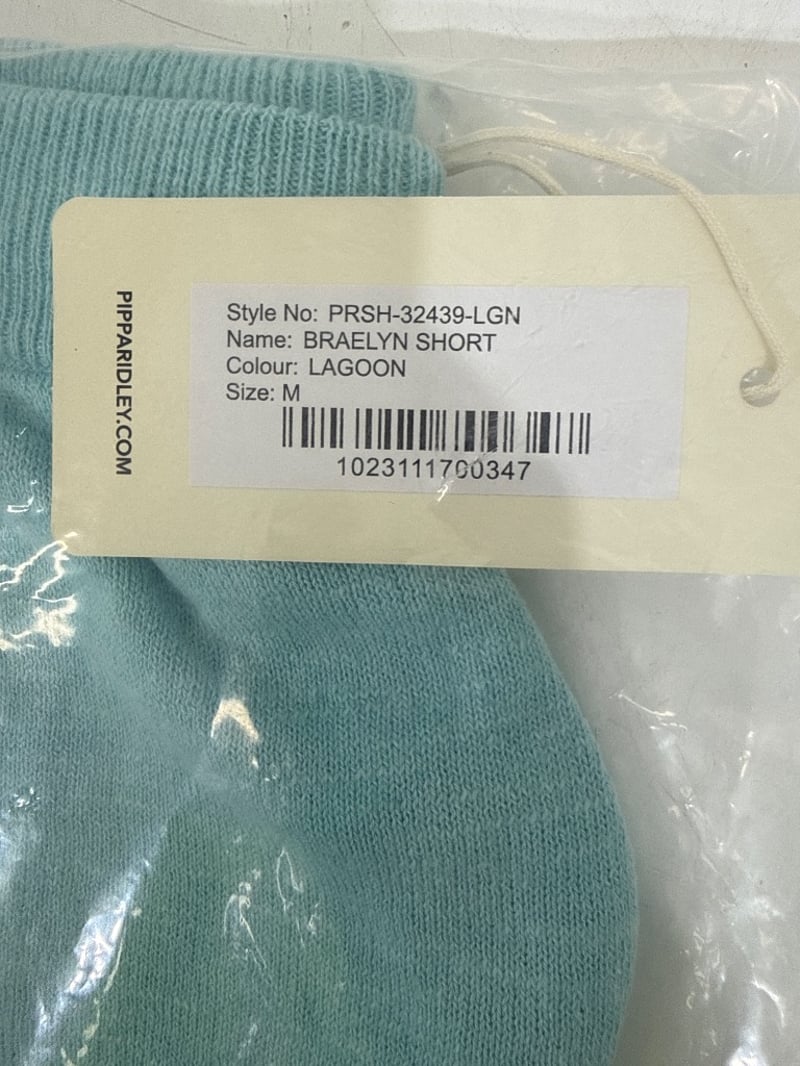 PIPPARIDLEY.COM
Style No: PRSH-32439-LGN
Name: BRAELYN SHORT
Colour: LAGOON
Size: M
1023111700347